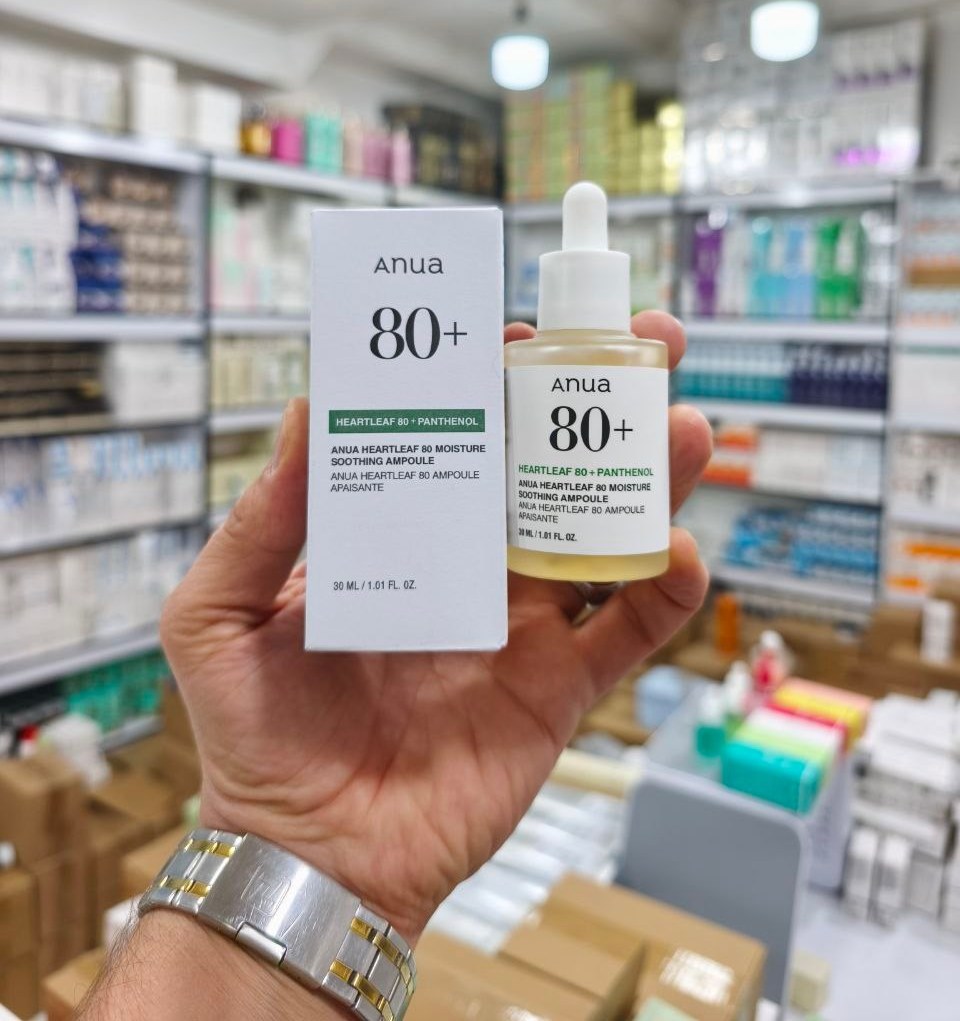 Anua
80+
HEARTLEAF 80 + PANTHENOL
ANUA HEARTLEAF 80 MOISTURE
SOOTHING AMPOULE
ANUA HEARTLEAF 80 AMPOULE
APAISANTE
30 ML / 1.01 FL. OZ.
Anua
80+
HEARTLEAF 80 + PANTHENOL
ANUA HEARTLEAF 80 MOISTURE
SOOTHING AMPOULE
ANUA HEARTLEAF 80 AMPOULE
APAISANTE
30 ML / 1.01 FL. OZ.